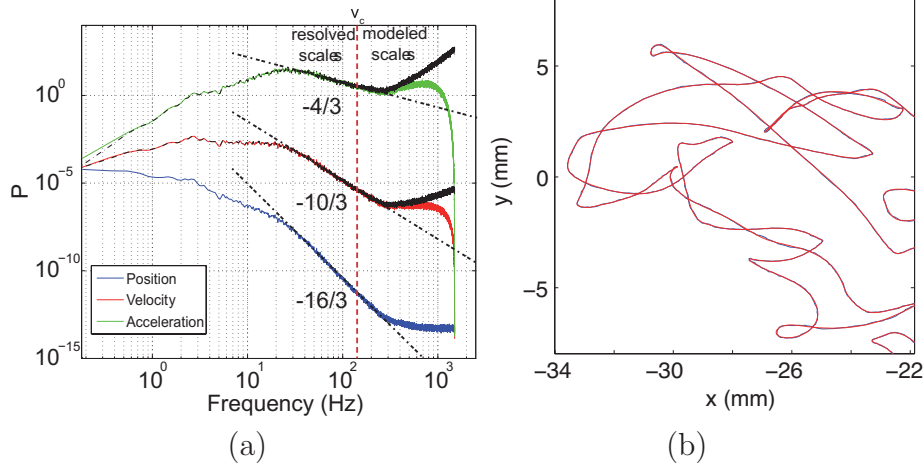 ν_c
resolved modeled
scales scales
10^0
-4/3
P
10^-5
-10/3
10^-10
-16/3
Position
Velocity
Acceleration
10^-15
10^0 10^1 10^2 10^3
Frequency (Hz)
(a)
y (mm)
5
0
-5
-34 -30 -26 -22
x (mm)
(b)